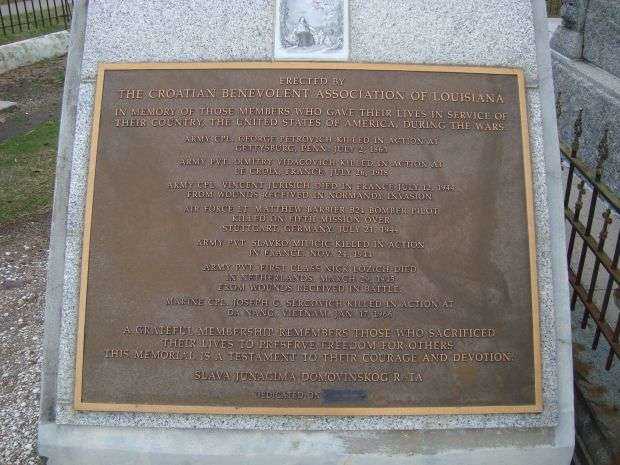 ERECTED BY
THE CROATIAN BENEVOLENT ASSOCIATION OF LOUISIANA
IN MEMORY OF THOSE MEMBERS WHO GAVE THEIR LIVES IN SERVICE OF
THEIR COUNTRY, THE UNITED STATES OF AMERICA, DURING THE WARS.
ARMY CPL. GEORGE PETROVICH KILLED IN ACTION AT
GETTYSBURG, PENN. JULY 2, 1863
ARMY PVT. DMITRY VIDACOVICH KILLED IN ACTION AT
LE CROIX, FRANCE, JULY 26, 1918
ARMY CPL. VINCENT JURISICH DIED IN FRANCE JULY 12, 1944
FROM WOUNDS RECEIVED IN NORMANDY INVASION
AIR FORCE LT. MATTHEW BARBIER B24 BOMBER PILOT
KILLED ON FIFTH MISSION OVER
STUTTGART, GERMANY, JULY 21, 1944
ARMY PVT. SLAVKO MILICIC KILLED IN ACTION
IN FRANCE, NOV. 24, 1944
ARMY PVT. FIRST CLASS NICK LOZICH DIED
IN NETHERLANDS, MARCH 1945
FROM WOUNDS RECEIVED IN BATTLE.
MARINE CPL. JOSEPH G. SERCOVICH KILLED IN ACTION AT
DA NANG, VIETNAM, JAN. 17,
A GRATEFUL MEMBERSHIP REMEMBERS THOSE WHO SACRIFICED
THEIR LIVES TO PRESERVE FREEDOM FOR OTHERS.
THIS MEMORIAL IS A TESTAMENT TO THEIR COURAGE AND DEVOTION.
SLAVA JUNACIMA DOMOVINSKOG R-TA
DEDICATED ON